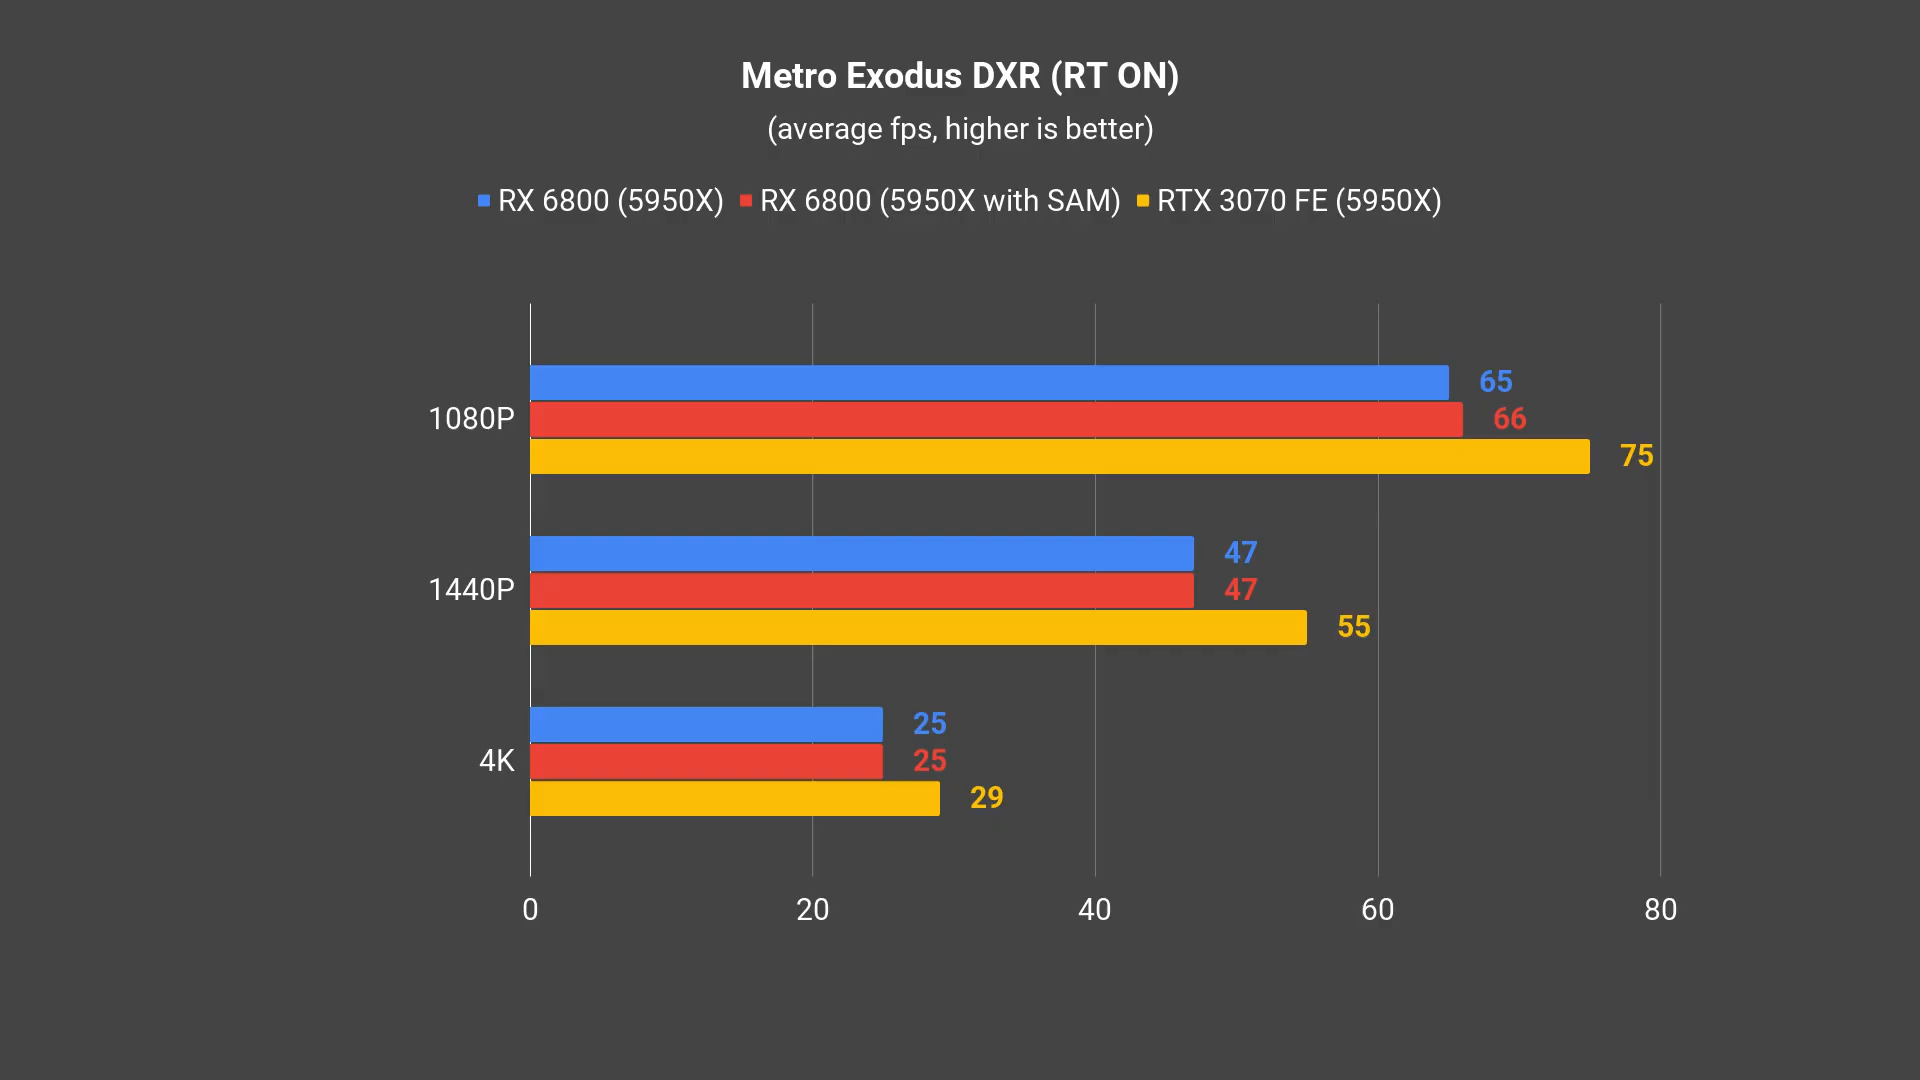 Metro Exodus DXR (RT ON)
(average fps, higher is better)
RX 6800 (5950X) RX 6800 (5950X with SAM) RTX 3070 FE (5950X)
65
1080P 66
75
47
1440P 47
55
25
4K 25
29
0 20 40 60 80